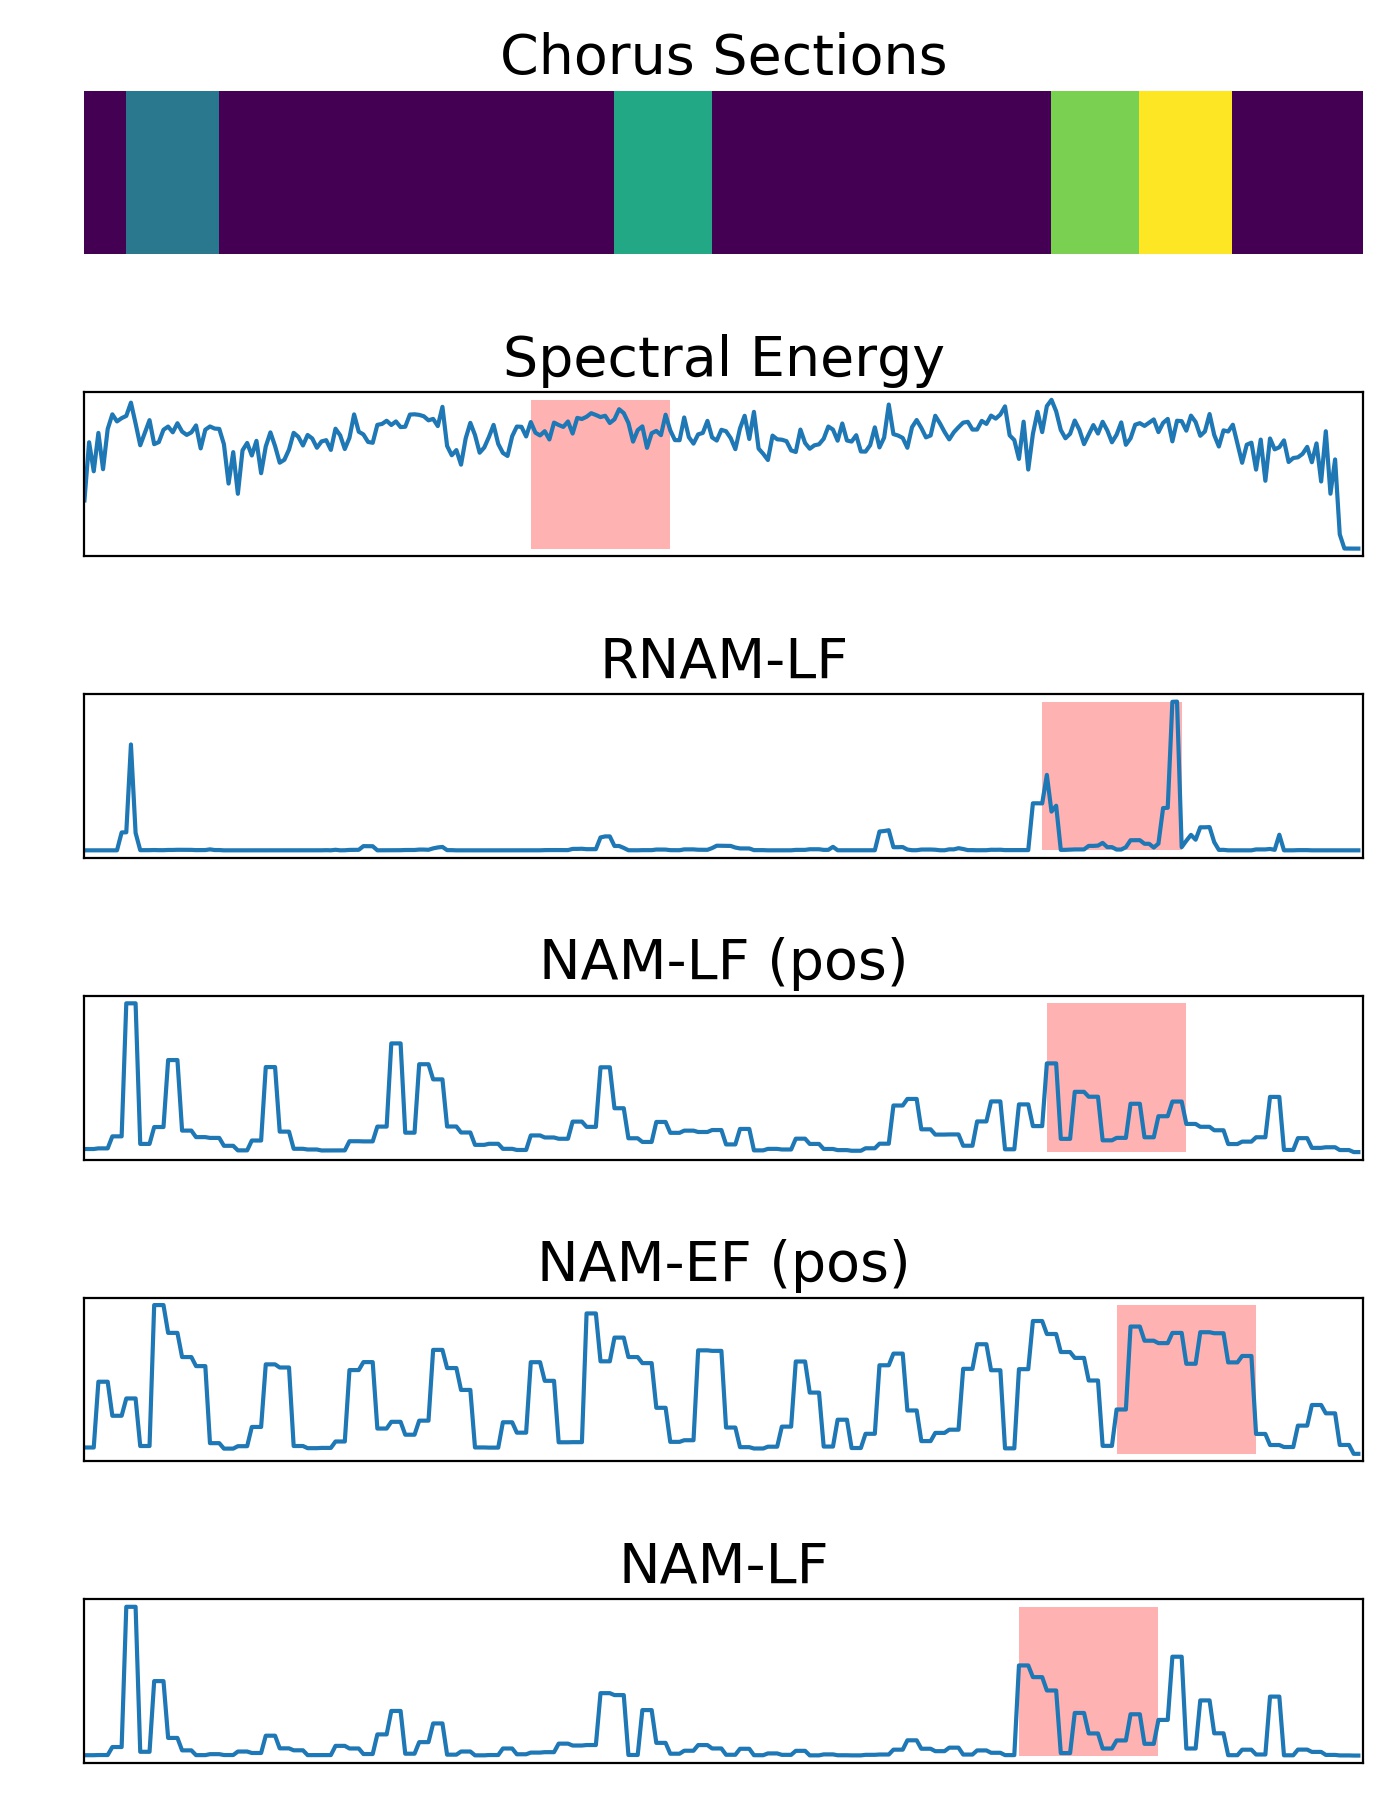 Chorus Sections
Spectral Energy
RNAM-LF
NAM-LF (pos)
NAM-EF (pos)
NAM-LF